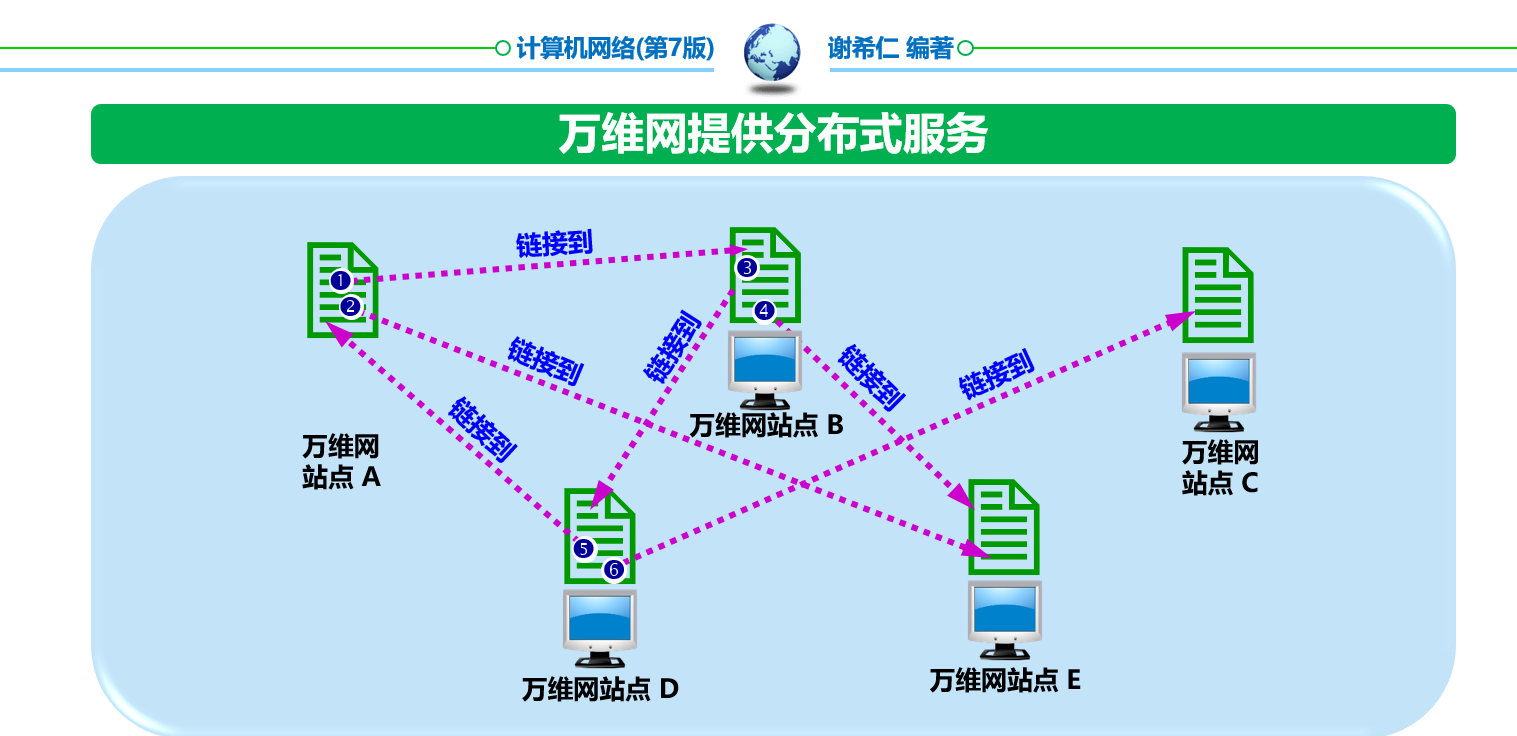 计算机网络(第7版)
谢希仁 编著
万维网提供分布式服务
链接到
1
2
3
4
链接到
链接到
链接到
链接到
链接到
万维网站点 B
万维网
站点 A
万维网
站点 C
5
6
万维网站点 D
万维网站点 E